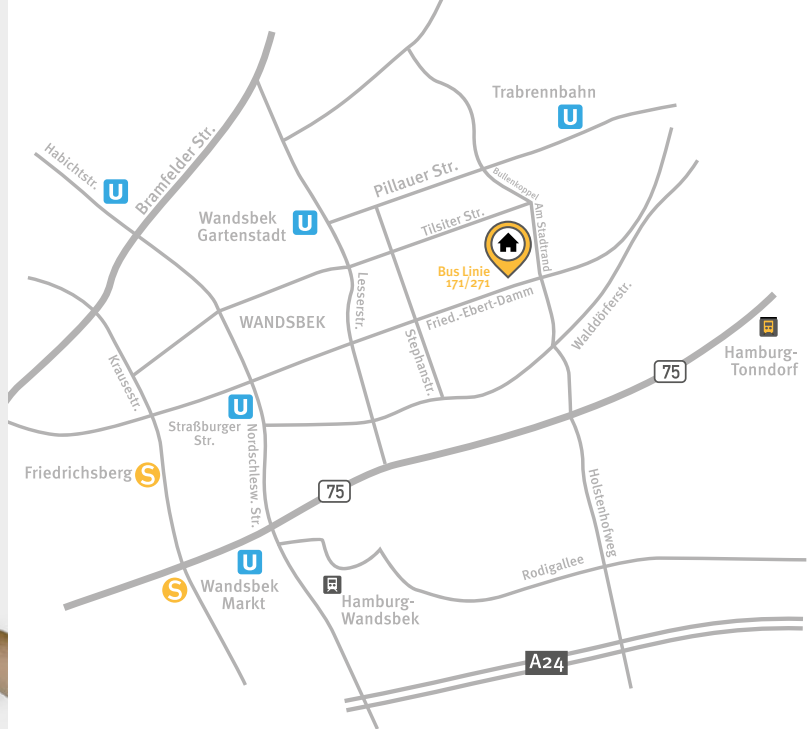 Trabrennbahn
U
Habichtstr.
U
Bramfelder Str.
Pillauer Str.
Bullenkoppel
Wandsbek
Gartenstadt
U
Tilsiter Str.
Am Stadtrand
Bus Linie
171/271
Lesserstr.
WANDSBEK
Fried.-Ebert-Damm
Walddörferstr.
Hamburg-
Tonndorf
Krausestr.
Stephanstr.
75
U
Straßburger
Str.
Nordschlesw. Str.
Friedrichsberg
S
75
Holstenhofweg
U
Wandsbek
Markt
S
Rodigallee
Hamburg-
Wandsbek
A24